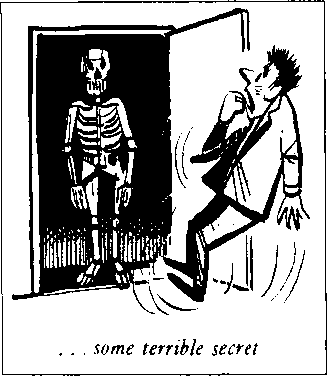 . . . some terrible secret